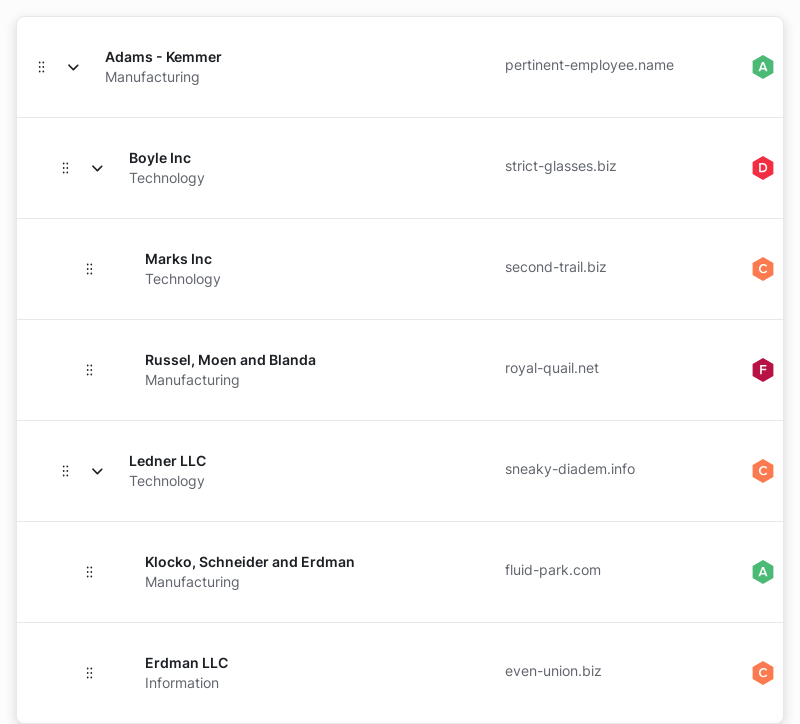 Adams - Kemmer
Manufacturing
pertinent-employee.name
A
Boyle Inc
Technology
strict-glasses.biz
D
Marks Inc
Technology
second-trail.biz
C
Russel, Moen and Blanda
Manufacturing
royal-quail.net
F
Ledner LLC
Technology
sneaky-diadem.info
C
Klocko, Schneider and Erdman
Manufacturing
fluid-park.com
A
Erdman LLC
Information
even-union.biz
C